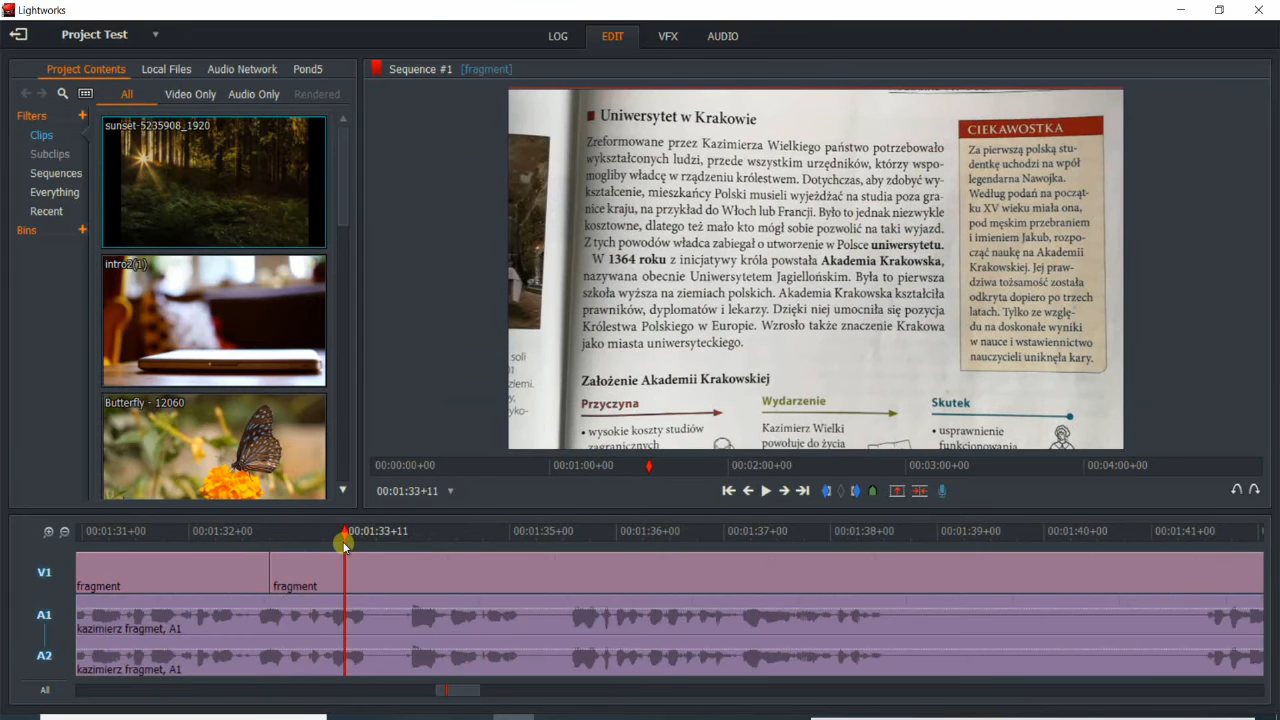 Lightworks
Project Test
LOG EDIT VFX AUDIO
Project Contents Local Files Audio Network Pond5
All Video Only Audio Only Rendered
Filters +
Clips
Subclips
Sequences
Everything
Recent
Bins +
sunset-5235908_1920
intro2(1)
Butterfly - 12060
Sequence #1 [fragment]
Uniwersytet w Krakowie
Zreformowane przez Kazimierza Wielkiego państwo potrzebowało
wykształconych ludzi, przede wszystkim urzędników, którzy wspo-
mogliby władcę w rządzeniu królestwem. Dotychczas, aby zdobyć wy-
kształcenie, mieszkańcy Polski musieli wyjeżdżać na studia poza gra-
nice kraju, na przykład do Włoch lub Francji. Było to jednak niezwykle
kosztowne, dlatego też mało kto mógł sobie pozwolić na taki wyjazd.
Z tych powodów władca zabiegał o utworzenie w Polsce uniwersytetu.
W 1364 roku z inicjatywy króla powstała Akademia Krakowska,
nazywana obecnie Uniwersytetem Jagiellońskim. Była to pierwsza
szkoła wyższa na ziemiach polskich. Akademia Krakowska kształciła
prawników, dyplomatów i lekarzy. Dzięki niej umocniła się pozycja
Królestwa Polskiego w Europie. Wzrosło także znaczenie Krakowa
jako miasta uniwersyteckiego.
CIEKAWOSTKA
Za pierwszą polską stu-
dentkę uchodzi na wpół
legendarna Nawojka.
Według podań na począt-
ku XV wieku miała ona,
pod męskim przebraniem
i imieniem Jakub, rozpo-
cząć naukę na Akademii
Krakowskiej. Jej praw-
dziwa tożsamość została
odkryta dopiero po trzech
latach. Tylko ze wzglę-
du na doskonałe wyniki
w nauce i wstawiennictwo
nauczycieli uniknęła kary.
soli
ziemi.
Założenie Akademii Krakowskiej
Przyczyna
• wysokie koszty studiów
zagranicznych
Wydarzenie
Kazimierz Wielki
powołuje do życia
Skutek
• usprawnienie
funkcjonowania
00:00:00+00 00:01:00+00 00:02:00+00 00:03:00+00 00:04:00+00
00:01:33+11
00:01:31+00 00:01:32+00 00:01:33+11 00:01:35+00 00:01:36+00 00:01:37+00 00:01:38+00 00:01:39+00 00:01:40+00 00:01:41+00
V1
fragment fragment
A1
kazimierz fragmet, A1
A2
kazimierz fragmet, A1
All